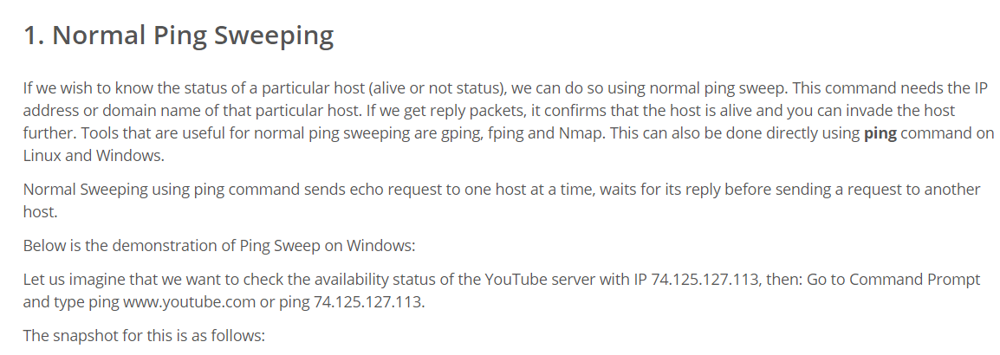 1. Normal Ping Sweeping
If we wish to know the status of a particular host (alive or not status), we can do so using normal ping sweep. This command needs the IP
address or domain name of that particular host. If we get reply packets, it confirms that the host is alive and you can invade the host
further. Tools that are useful for normal ping sweeping are gping, fping and Nmap. This can also be done directly using ping command on
Linux and Windows.
Normal Sweeping using ping command sends echo request to one host at a time, waits for its reply before sending a request to another
host.
Below is the demonstration of Ping Sweep on Windows:
Let us imagine that we want to check the availability status of the YouTube server with IP 74.125.127.113, then: Go to Command Prompt
and type ping www.youtube.com or ping 74.125.127.113.
The snapshot for this is as follows: